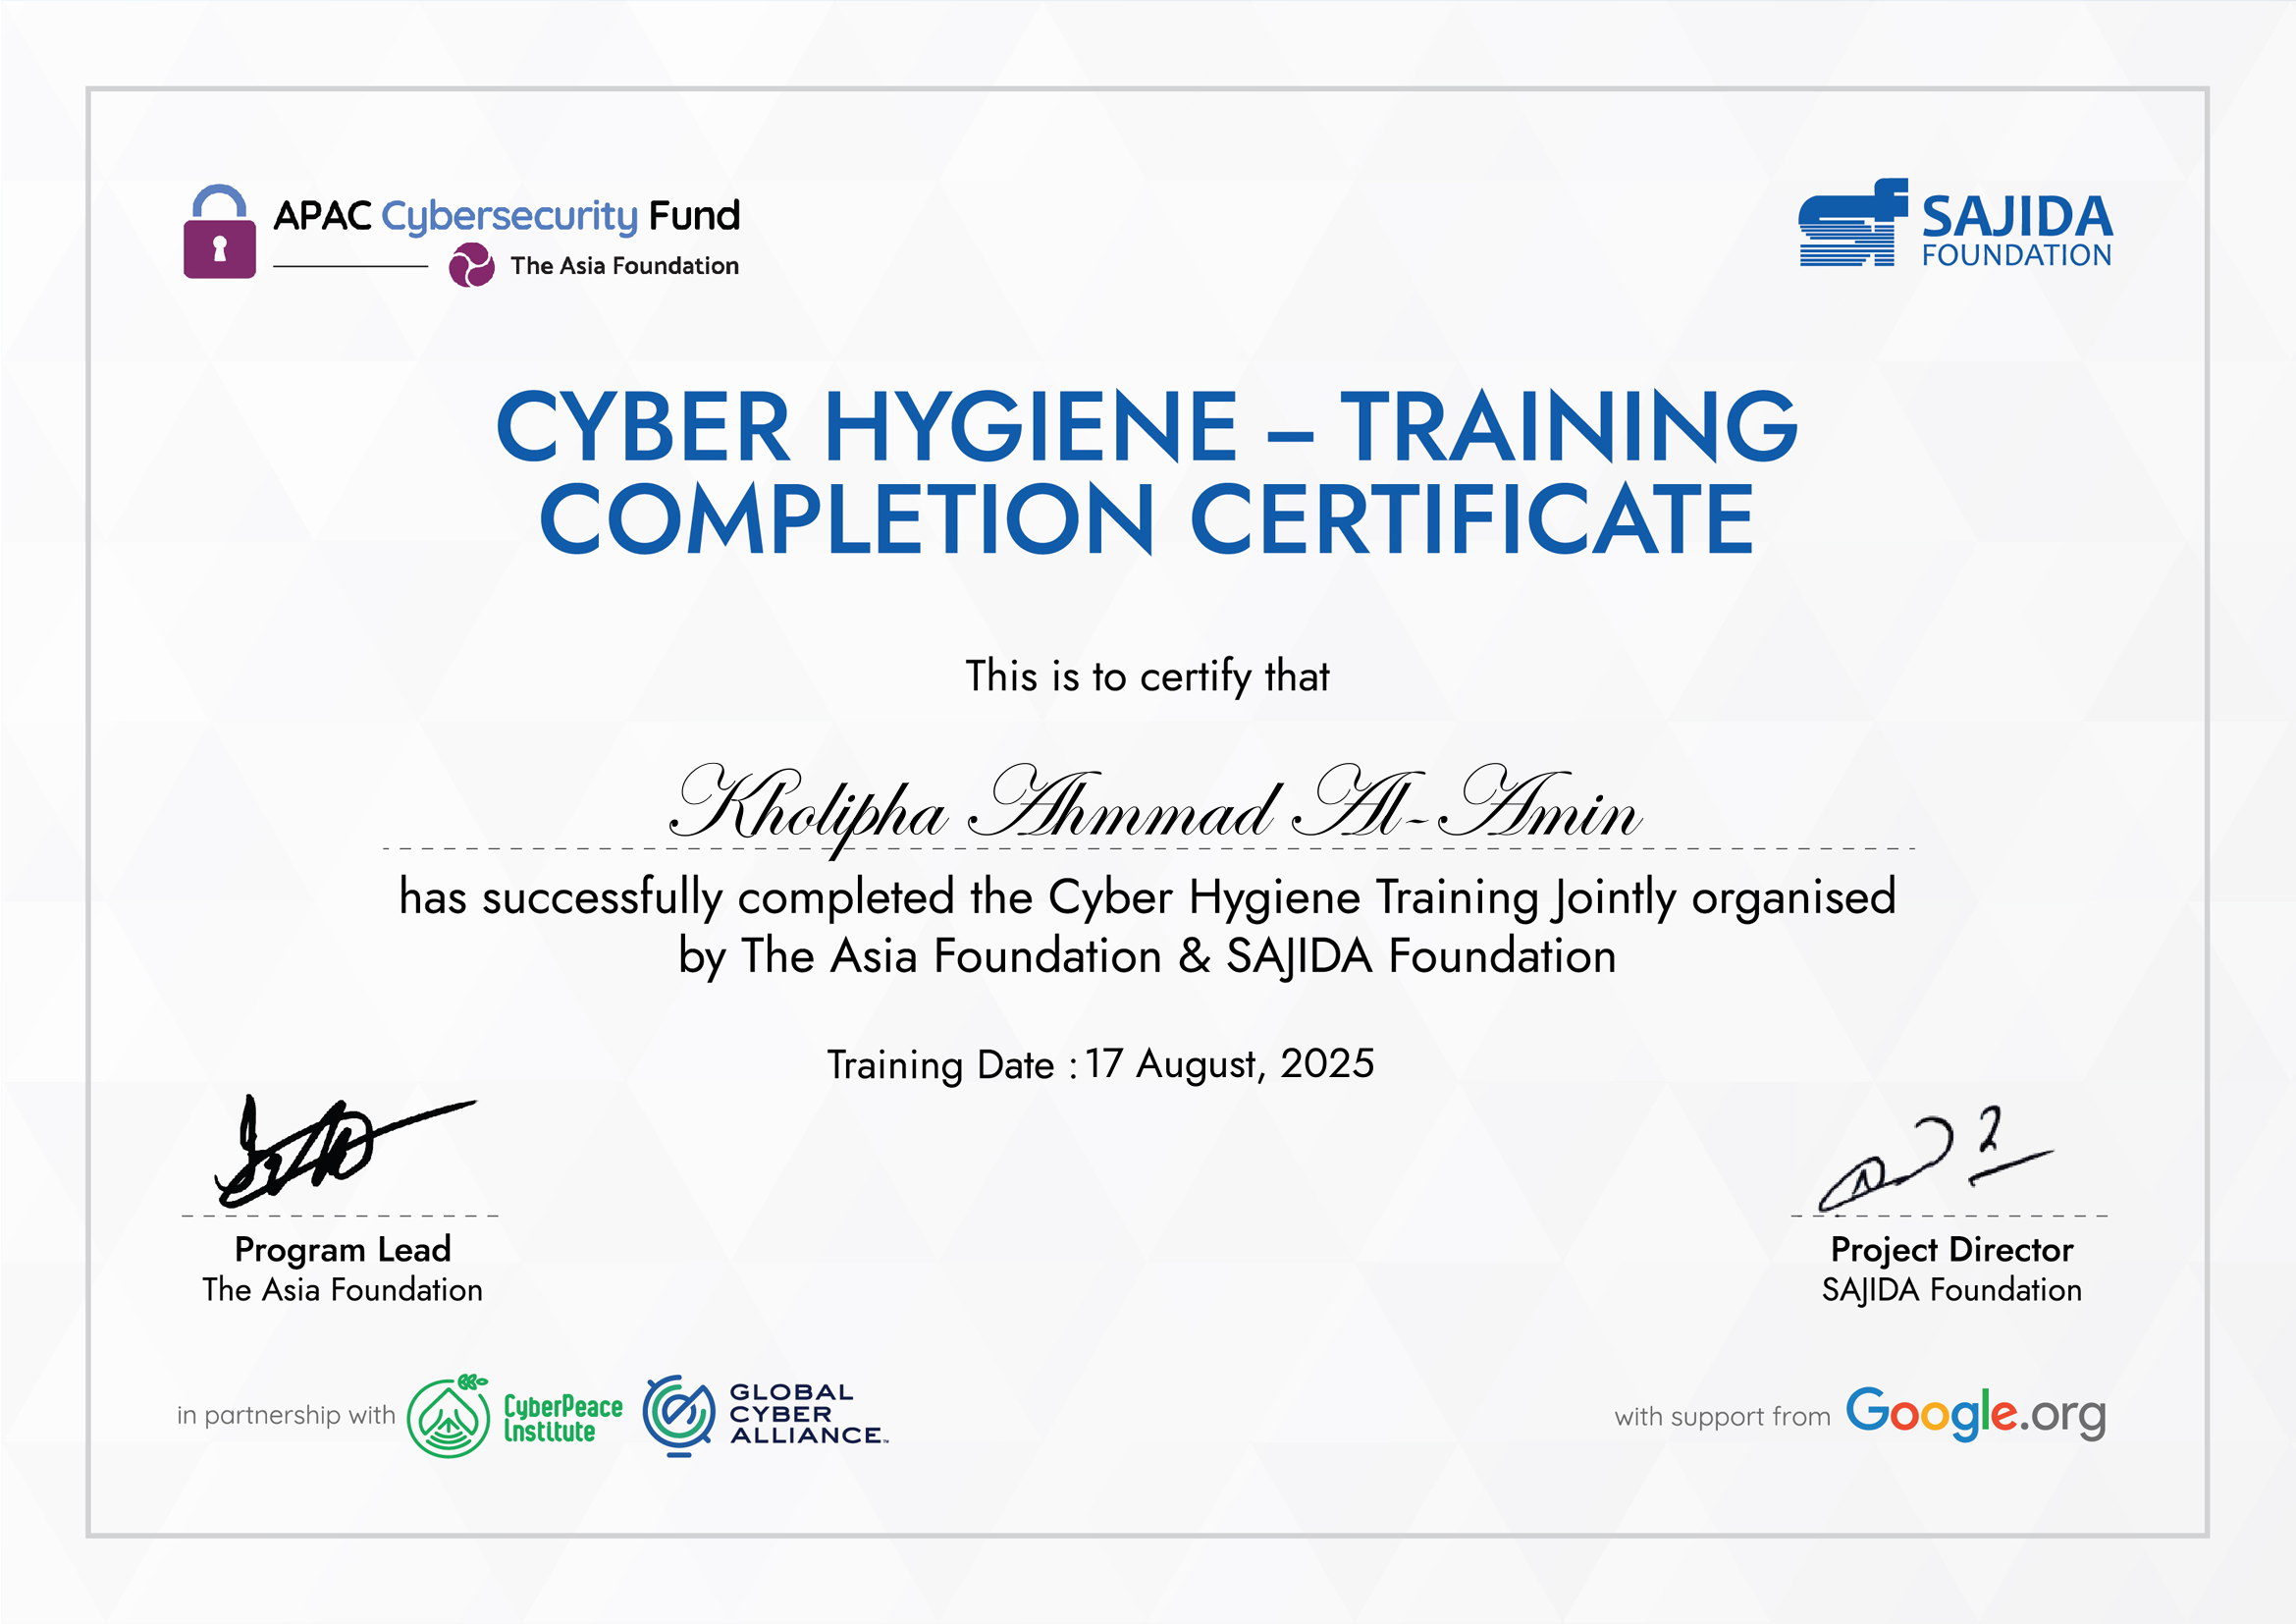 APAC Cybersecurity Fund
The Asia Foundation
SAJIDA
FOUNDATION
CYBER HYGIENE – TRAINING
COMPLETION CERTIFICATE
This is to certify that
Kholipha Ahmmad Al-Amin
has successfully completed the Cyber Hygiene Training Jointly organised
by The Asia Foundation & SAJIDA Foundation
Training Date : 17 August, 2025
Program Lead
The Asia Foundation
Project Director
SAJIDA Foundation
in partnership with
CyberPeace
Institute
GLOBAL
CYBER
ALLIANCE™
with support from Google.org